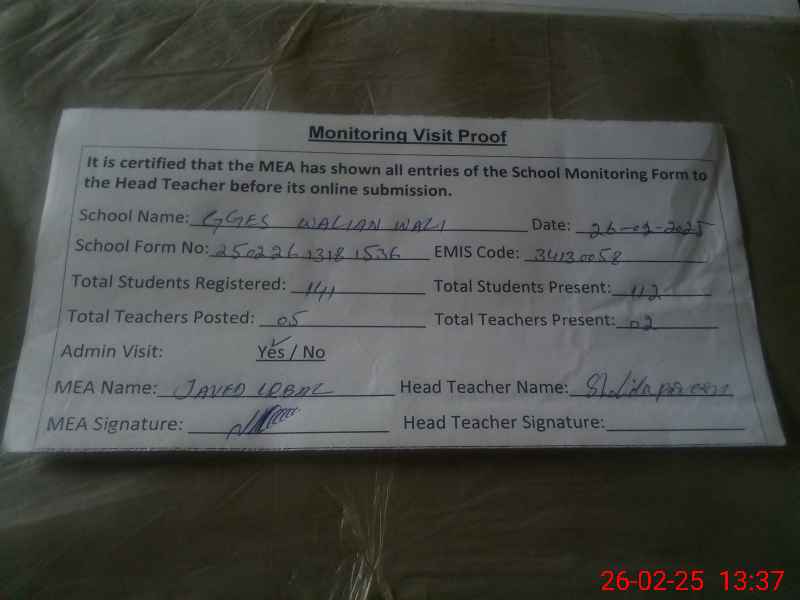 Monitoring Visit Proof
It is certified that the MEA has shown all entries of the School Monitoring Form to
the Head Teacher before its online submission.
School Name: GGES WALIAN WALI Date: 26-02-2025
School Form No: 2502261318 1536 EMIS Code: 34130058
Total Students Registered: 141 Total Students Present: 112
Total Teachers Posted: 05 Total Teachers Present: 02
Admin Visit: Yes / No
MEA Name: JAVED IQBAL Head Teacher Name:
MEA Signature: Head Teacher Signature:
26-02-25 13:37